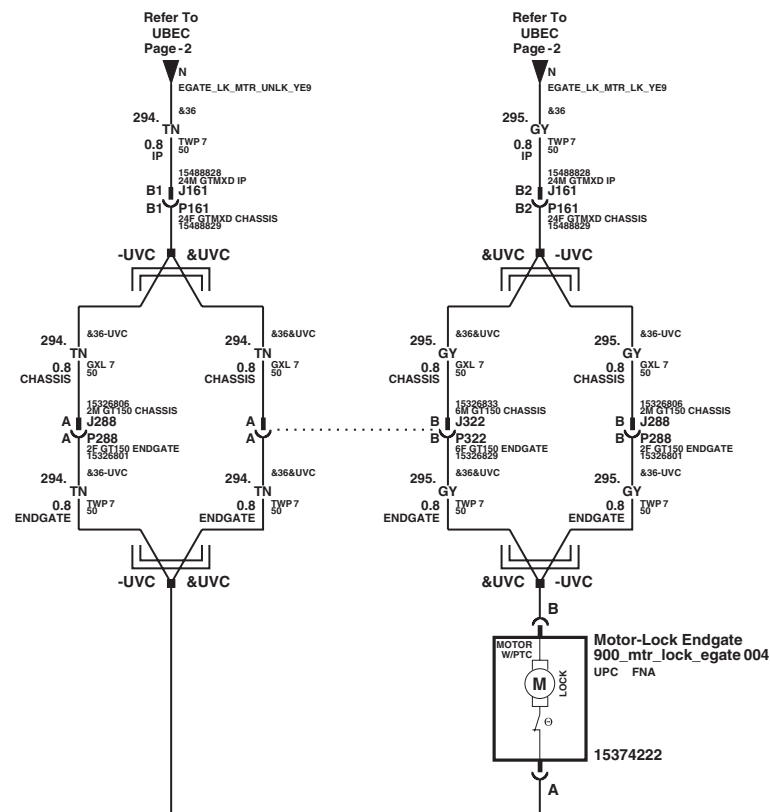 Refer To
UBEC
Page-2
N
EGATE_LK_MTR_UNLK_YE9
&36
294.
TN
0.8
IP
TWP 7
50
15488828
24M GTMXD IP
B1 J161
B1 P161
24F GTMXD CHASSIS
15488829
-UVC &UVC
294.
TN
0.8
CHASSIS
&36-UVC
GXL 7
50
15326806
2M GT150 CHASSIS
A J288
A P288
2F GT150 ENDGATE
15326801
&36-UVC
294.
TN
0.8
ENDGATE
TWP 7
50
294.
TN
0.8
CHASSIS
&36&UVC
GXL 7
50
A
A
&36&UVC
294.
TN
0.8
ENDGATE
TWP 7
50
-UVC &UVC
Refer To
UBEC
Page-2
N
EGATE_LK_MTR_LK_YE9
&36
295.
GY
0.8
IP
TWP 7
50
15488828
24M GTMXD IP
B2 J161
B2 P161
24F GTMXD CHASSIS
15488829
&UVC -UVC
295.
GY
0.8
CHASSIS
&36&UVC
GXL 7
50
15326833
6M GT150 CHASSIS
B J322
B P322
6F GT150 ENDGATE
15326829
&36&UVC
295.
GY
0.8
ENDGATE
TWP 7
50
295.
GY
0.8
CHASSIS
&36-UVC
GXL 7
50
15326806
2M GT150 CHASSIS
B J288
B P288
2F GT150 ENDGATE
15326801
&36-UVC
295.
GY
0.8
ENDGATE
TWP 7
50
&UVC -UVC
B
MOTOR
W/PTC
M
LOCK
Θ
Motor-Lock Endgate
900_mtr_lock_egate 004
UPC FNA
15374222
A